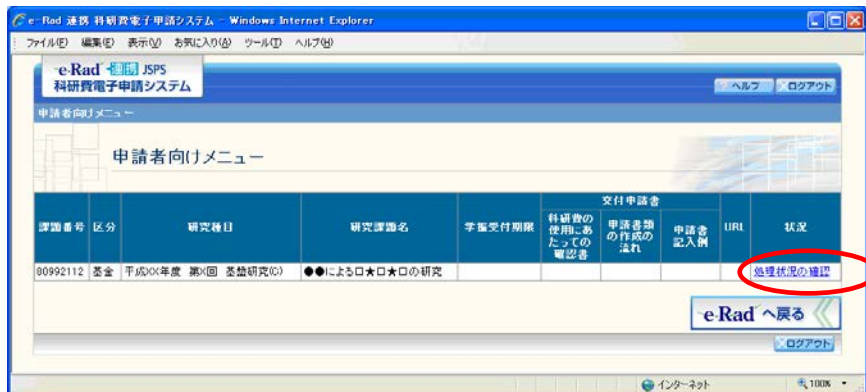 e-Rad 連携 科研費電子申請システム - Windows Internet Explorer
ファイル(F) 編集(E) 表示(V) お気に入り(A) ツール(T) ヘルプ(H)
e-Rad 連携 JSPS
科研費電子申請システム
ヘルプ ログアウト
申請者向けメニュー
申請者向けメニュー
交付申請書
課題番号 区分 研究種目 研究課題名 学振受付期限 科研費の使用にあたっての確認書 申請書類の作成の流れ 申請書記入例 URL 状況
00992112 基金 平成XX年度 第X回 基盤研究(C) ●●による□★□★□の研究 処理状況の確認
e-Rad へ戻る
ログアウト
インターネット 100%